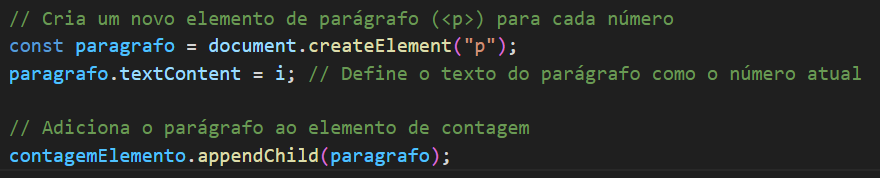 // Cria um novo elemento de parágrafo (<p>) para cada número
const paragrafo = document.createElement("p");
paragrafo.textContent = i; // Define o texto do parágrafo como o número atual
// Adiciona o parágrafo ao elemento de contagem
contagemElemento.appendChild(paragrafo);